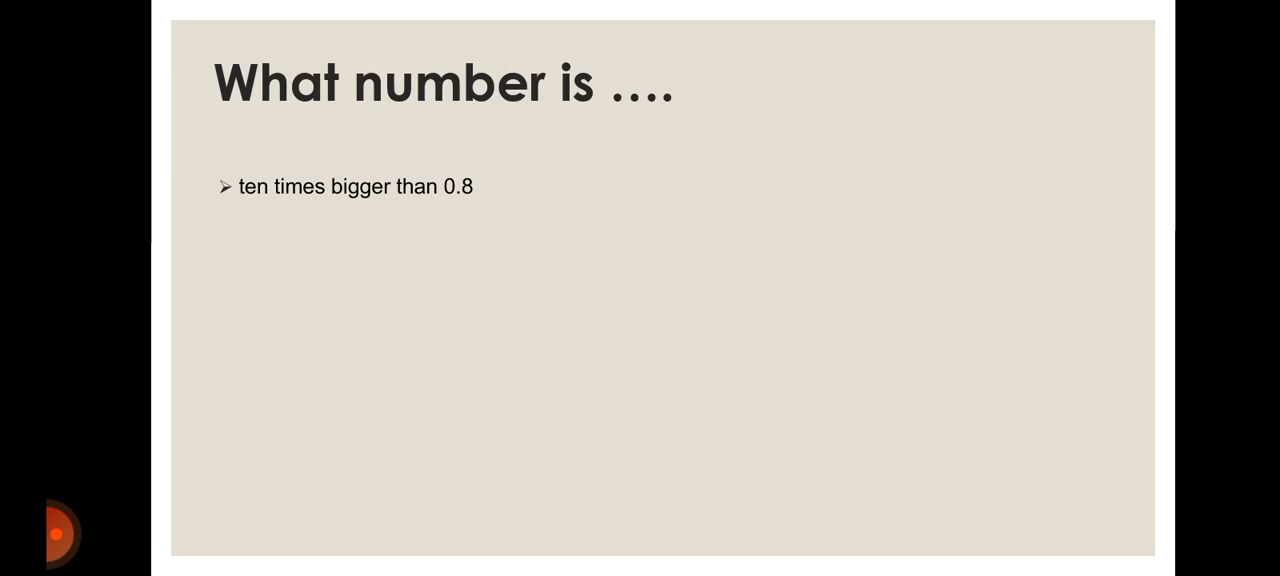 What number is ....
➢ ten times bigger than 0.8